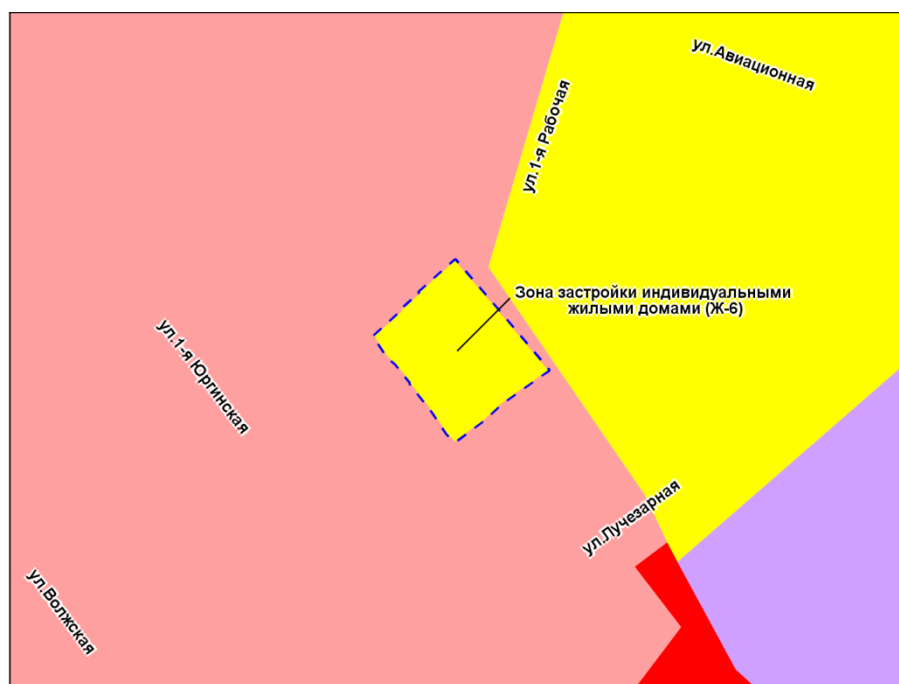 ул.Авиационная
ул.1-я Рабочая
Зона застройки индивидуальными
жилыми домами (Ж-6)
ул.1-я Юргинская
ул.Лучезарная
ул.Волжская